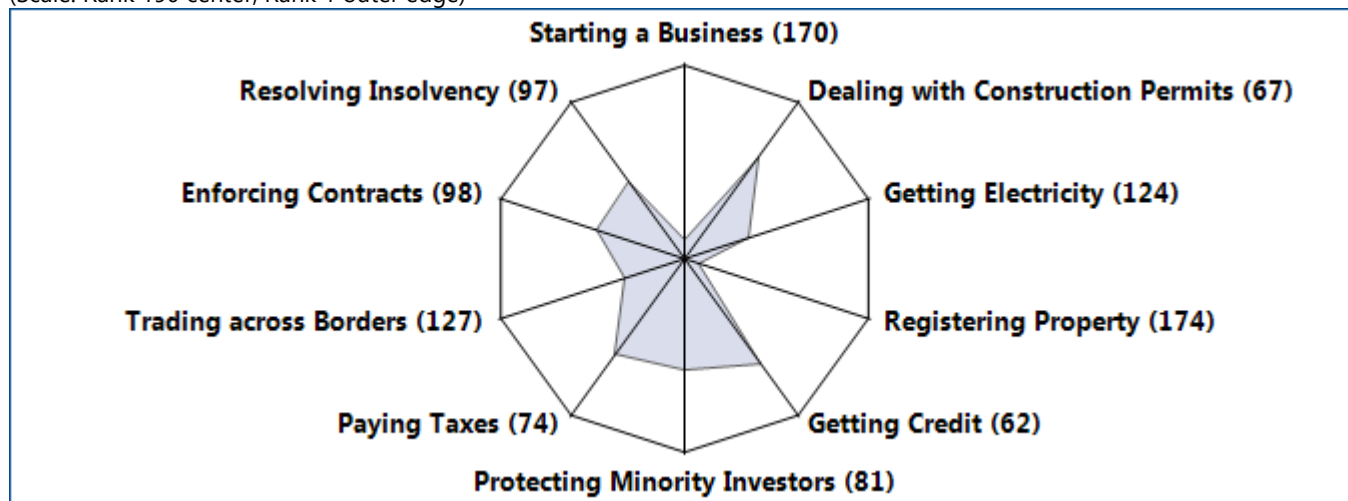 (Scale: Rank 190 center, Rank 1 outer edge)
Starting a Business (170)
Resolving Insolvency (97)
Dealing with Construction Permits (67)
Enforcing Contracts (98)
Getting Electricity (124)
Trading across Borders (127)
Registering Property (174)
Paying Taxes (74)
Getting Credit (62)
Protecting Minority Investors (81)